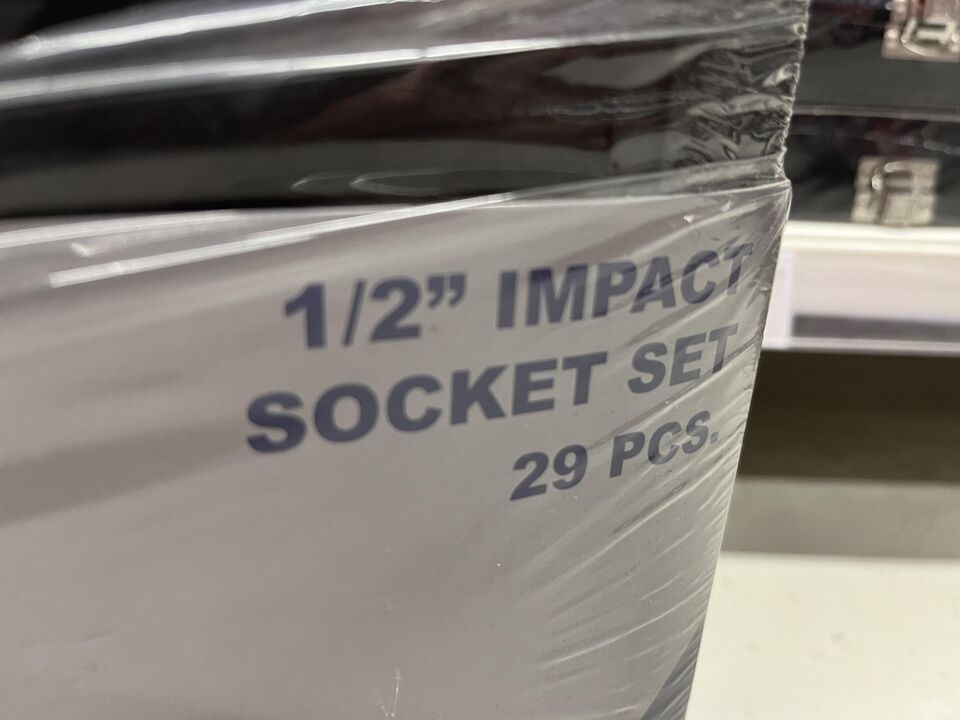 1/2” IMPACT
SOCKET SET
29 PCS.